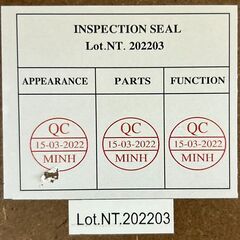 INSPECTION SEAL
Lot.NT. 202203
APPEARANCE PARTS FUNCTION
QC QC QC
15-03-2022 15-03-2022 15-03-2022
MINH MINH MINH
Lot.NT.202203